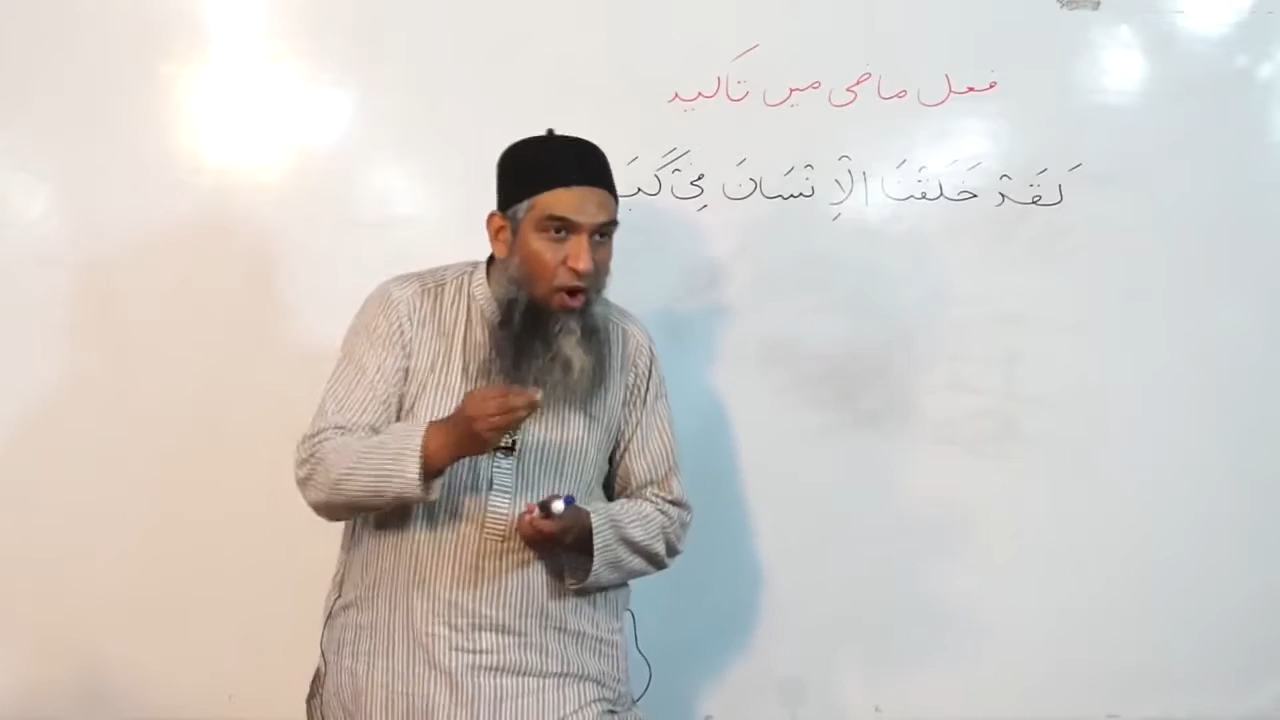 فعل ماضی میں تاکید
لَقَدْ خَلَقْنَا الْاِنْسَانَ فِیْ كَبَ